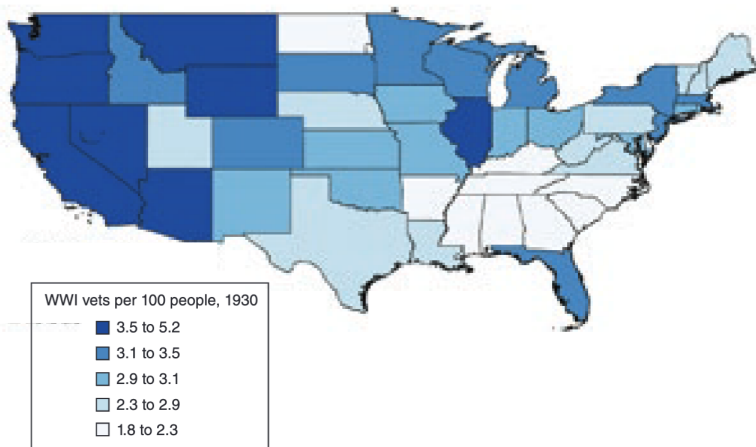 WWI vets per 100 people, 1930
3.5 to 5.2
3.1 to 3.5
2.9 to 3.1
2.3 to 2.9
1.8 to 2.3